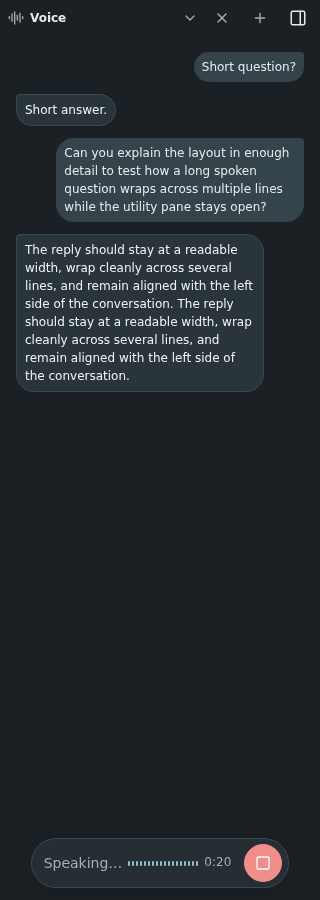 Voice
Short question?
Short answer.
Can you explain the layout in enough
detail to test how a long spoken
question wraps across multiple lines
while the utility pane stays open?
The reply should stay at a readable
width, wrap cleanly across several
lines, and remain aligned with the left
side of the conversation. The reply
should stay at a readable width, wrap
cleanly across several lines, and
remain aligned with the left side of
the conversation.
Speaking... 0:20